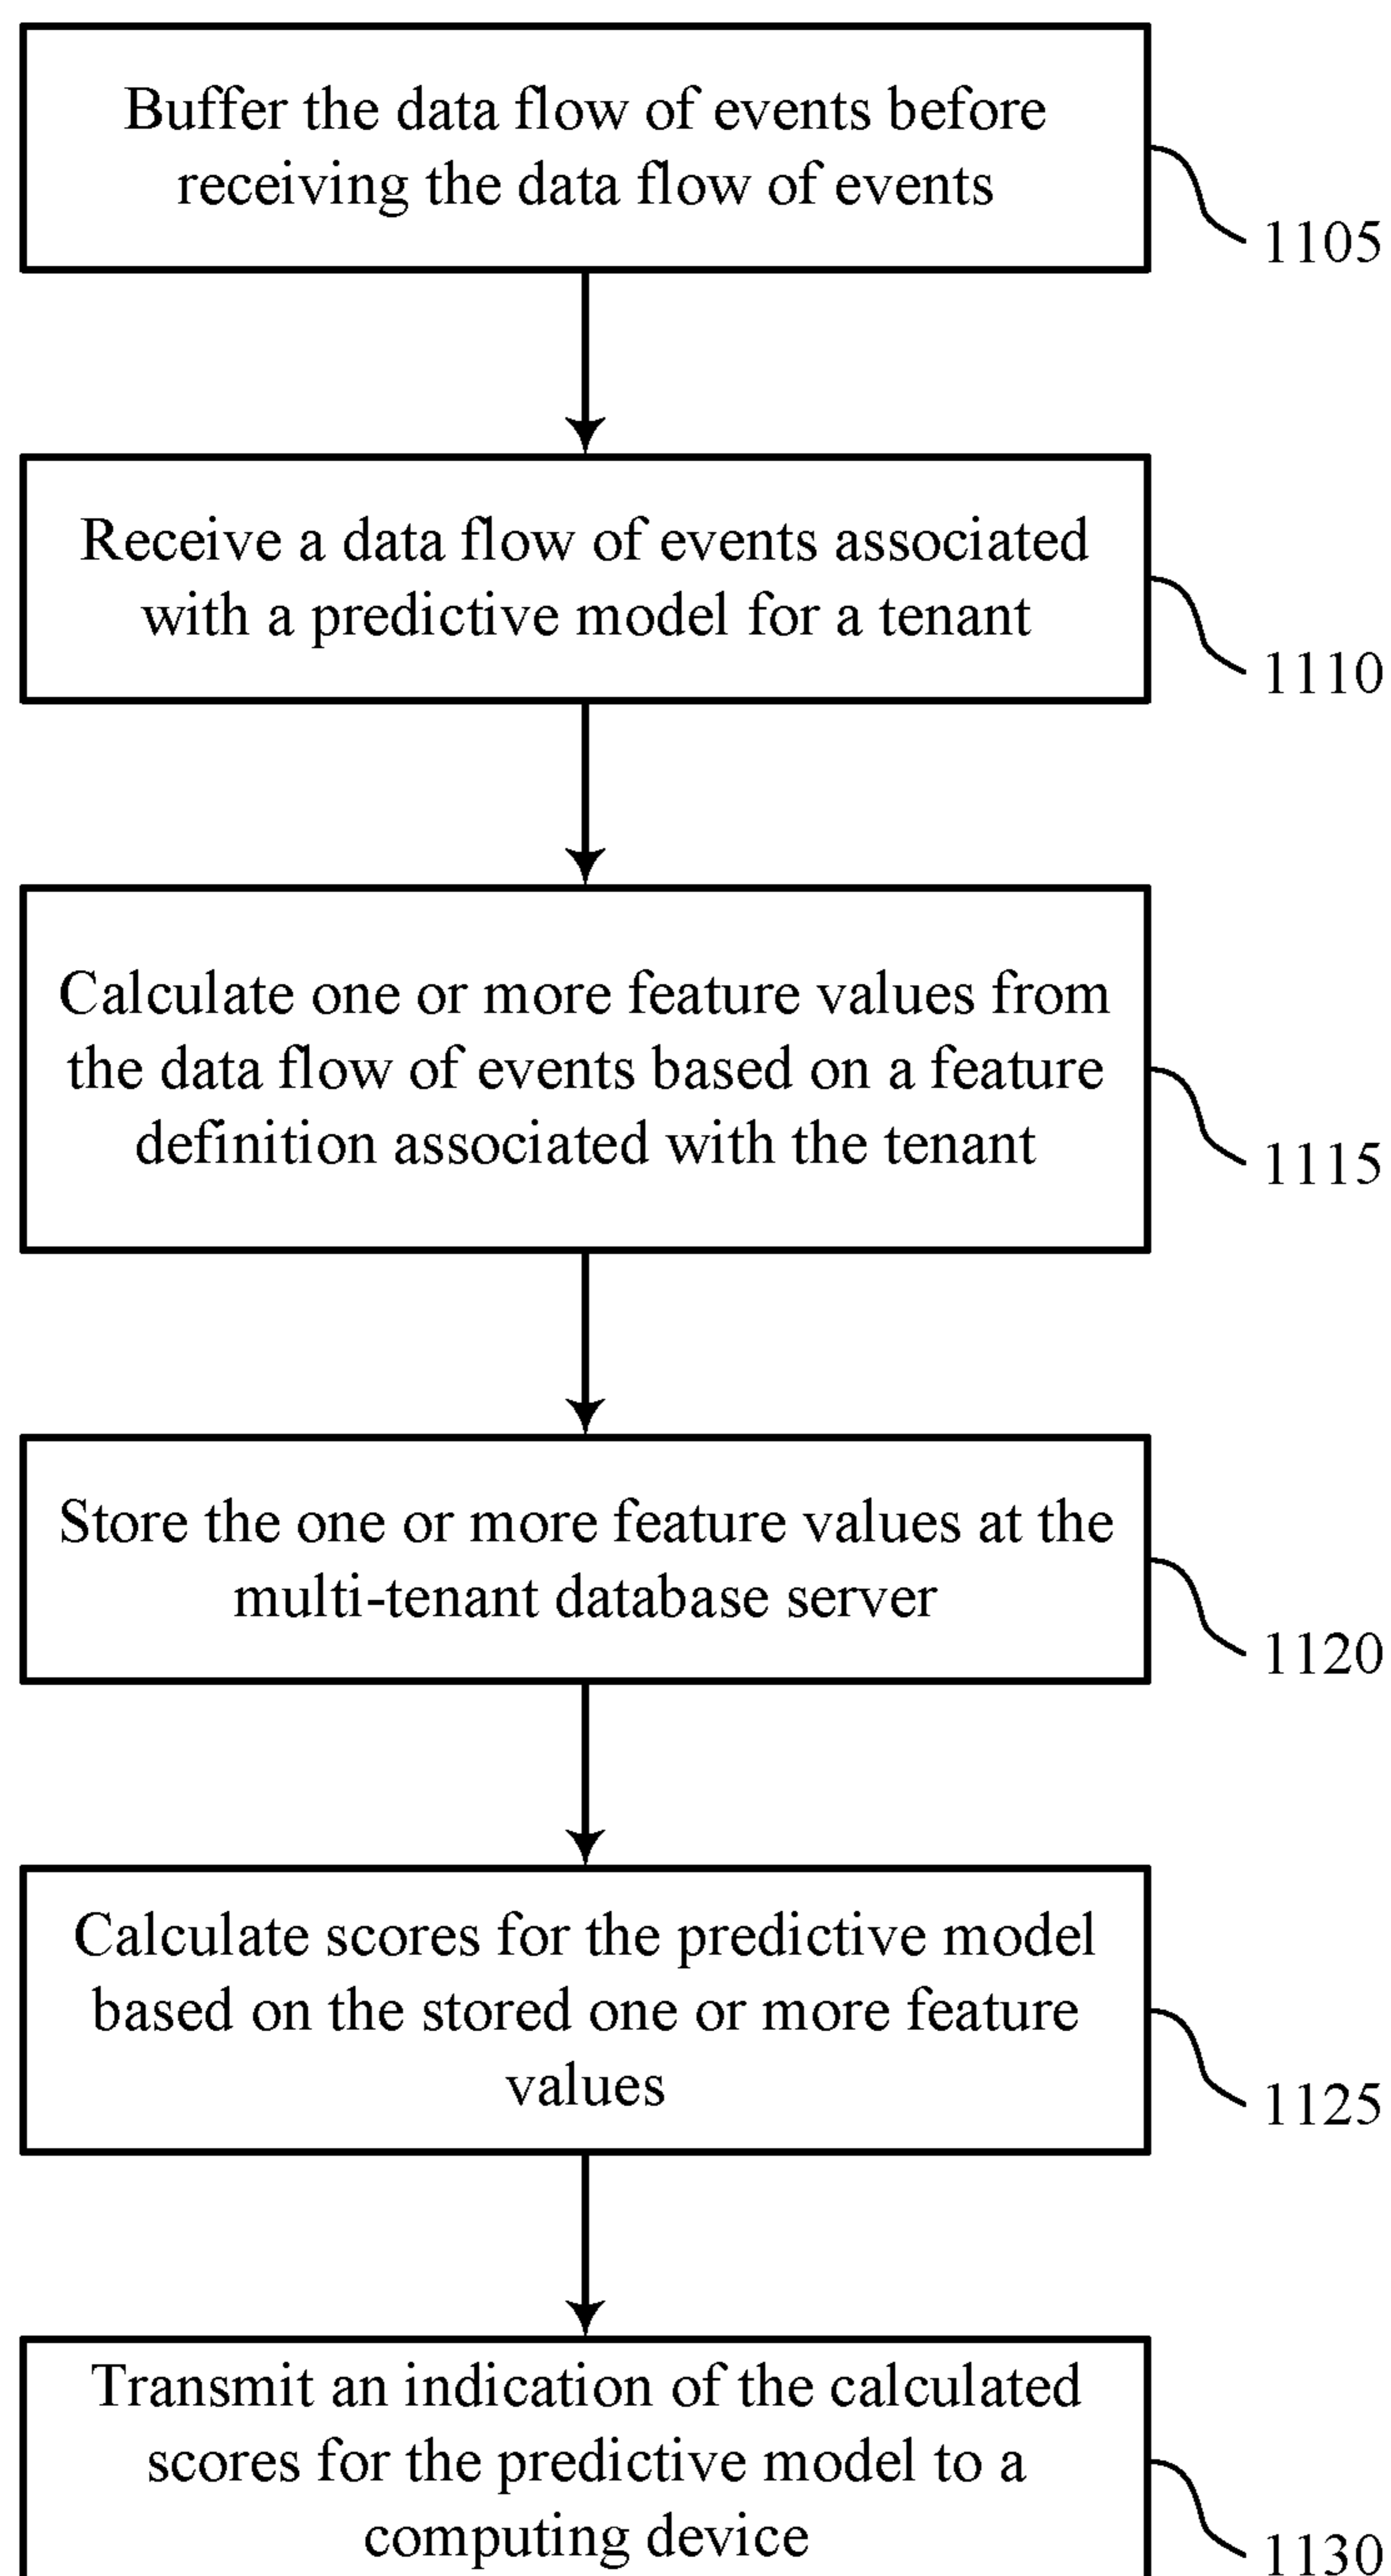 Buffer the data flow of events before
receiving the data flow of events
1105
Receive a data flow of events associated
with a predictive model for a tenant
1110
Calculate one or more feature values from
the data flow of events based on a feature
definition associated with the tenant
1115
Store the one or more feature values at the
multi-tenant database server
1120
Calculate scores for the predictive model
based on the stored one or more feature
values
1125
Transmit an indication of the calculated
scores for the predictive model to a
computing device
1130